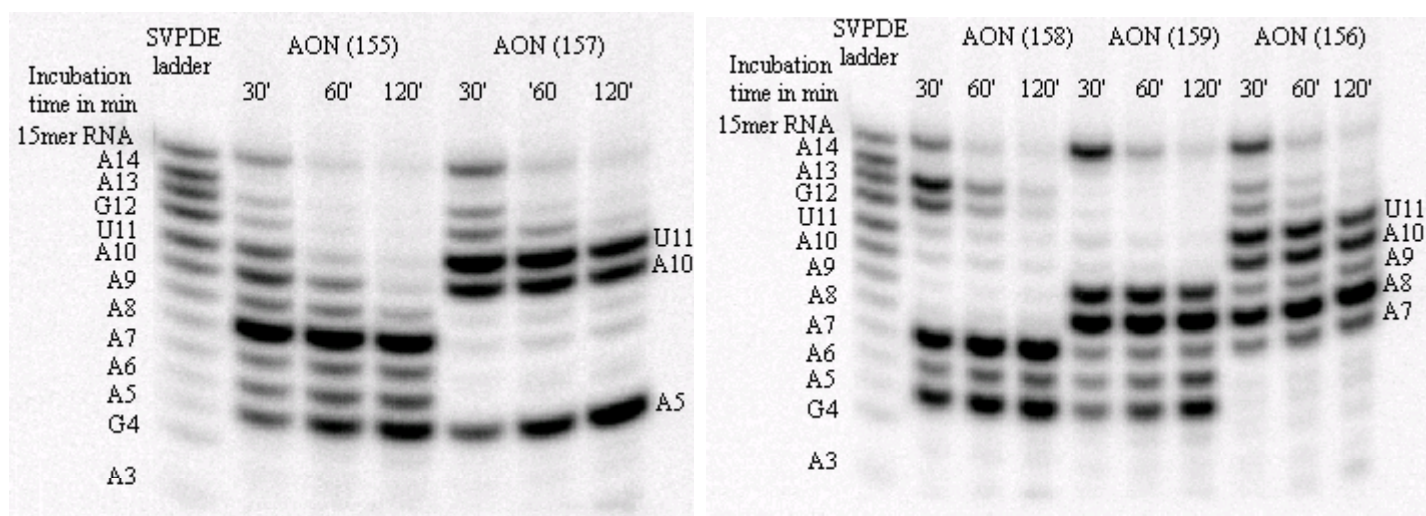 SVPDE
ladder
AON (155)
AON (157)
Incubation
time in min
30'
60'
120'
30'
60
120'
15mer RNA
A14
A13
G12
U11
A10
A9
A8
A7
A6
A5
G4
A3
U11
A10
A5
SVPDE
ladder
AON (158)
AON (159)
AON (156)
Incubation
time in min
30'
60'
120'
30'
60'
120'
30'
60'
120'
15mer RNA
A14
A13
G12
U11
A10
A9
A8
A7
A6
A5
G4
A3
U11
A10
A9
A8
A7